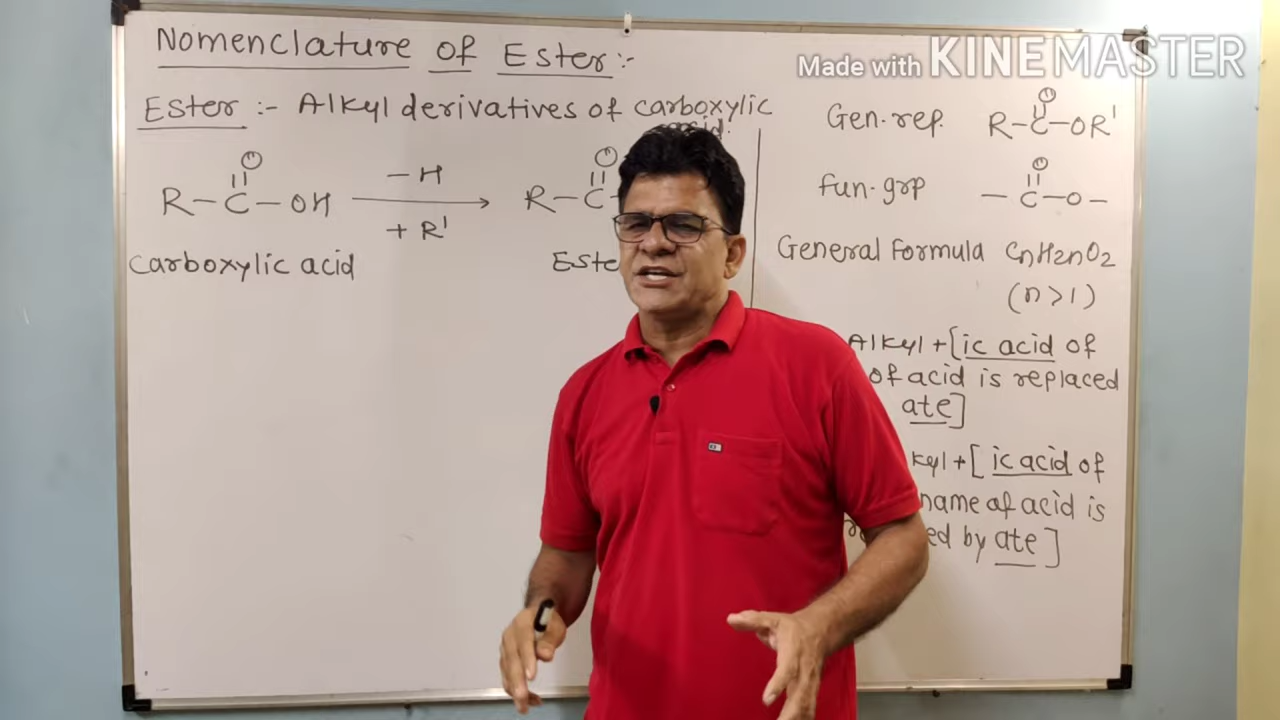 Nomenclature of Ester:-
Made with KINEMASTER
Ester :- Alkyl derivatives of carboxylic
Gen. rep.
O
R-C-OR'
O
R-C-OH
- H
+ R'
O
R-C
carboxylic acid
Este
fun. grp
O
-C-O-
General formula CnH2nO2
(n>1)
Alkyl + [ic acid of
of acid is replaced
ate]
kyl + [ic acid of
name of acid is
ed by ate]